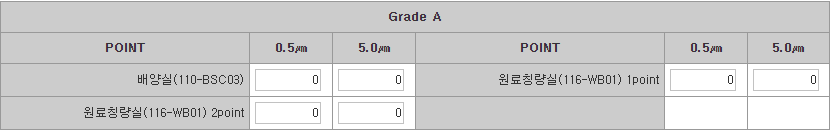 Grade A
POINT 0.5㎛ 5.0㎛ POINT 0.5㎛ 5.0㎛
배양실(110-BSC03) 0 0 원료칭량실(116-WB01) 1point 0 0
원료칭량실(116-WB01) 2point 0 0